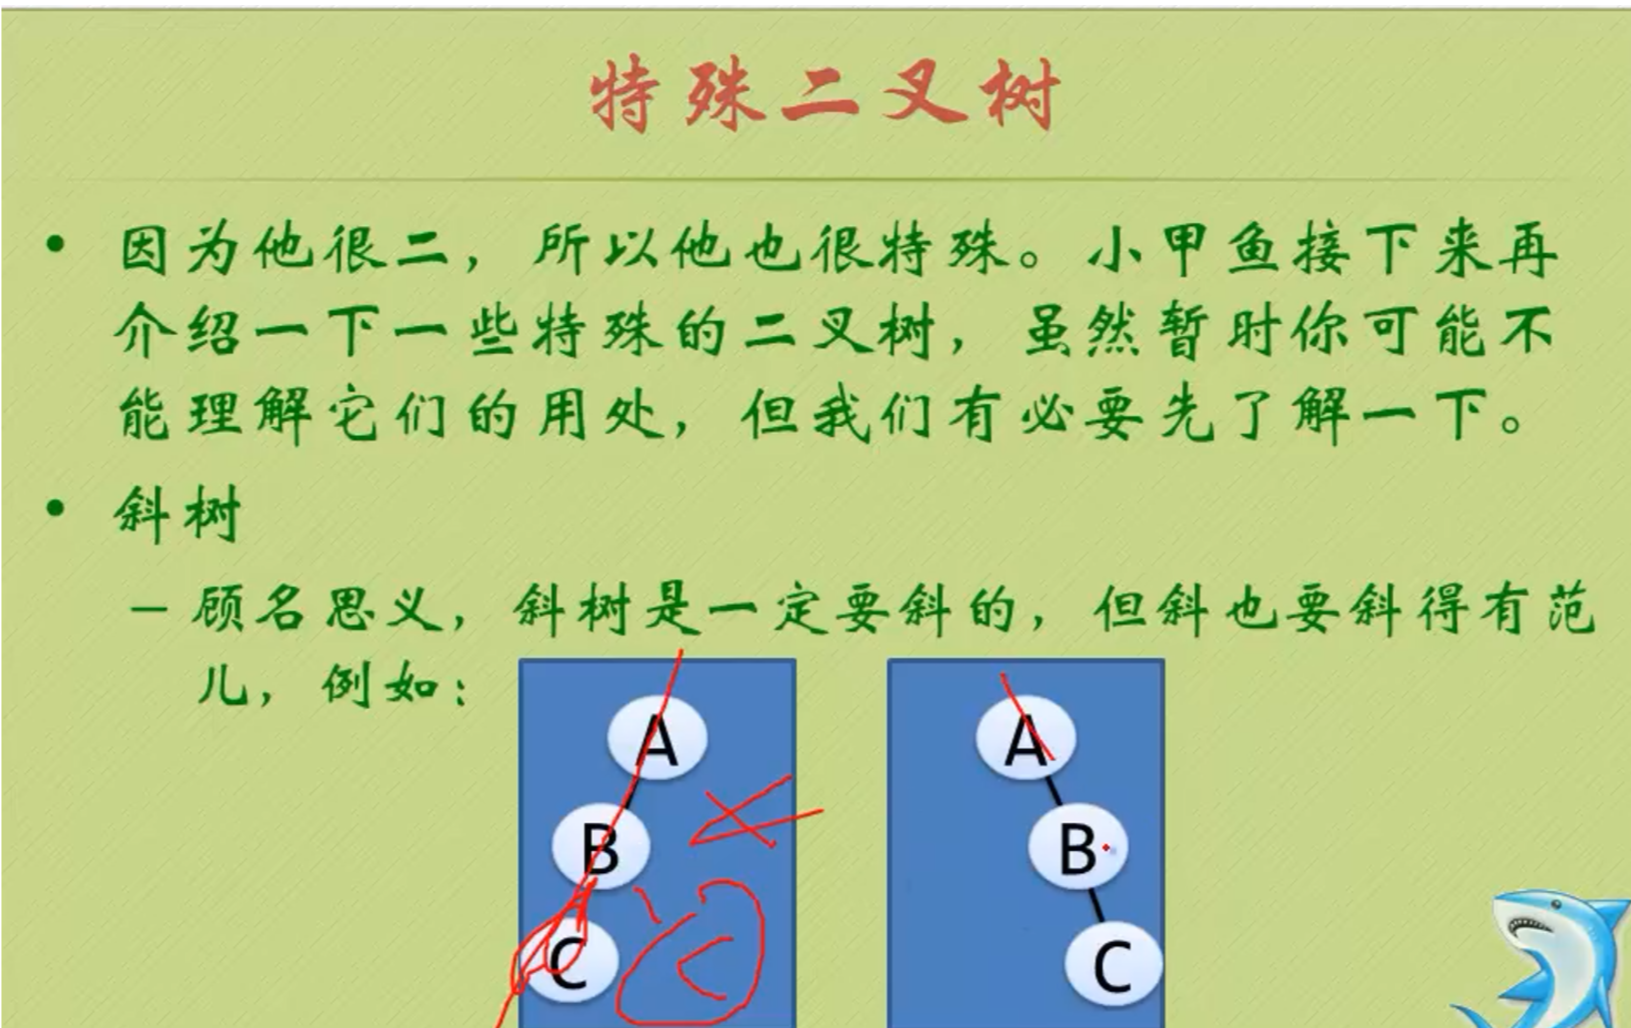 特殊二叉树
• 因为他很二，所以他也很特殊。小甲鱼接下来再
介绍一下一些特殊的二叉树，虽然暂时你可能不
能理解它们的用处，但我们有必要先了解一下。
• 斜树
– 顾名思义，斜树是一定要斜的，但斜也要斜得有范
儿，例如：
A
B
C
C
A
B
C